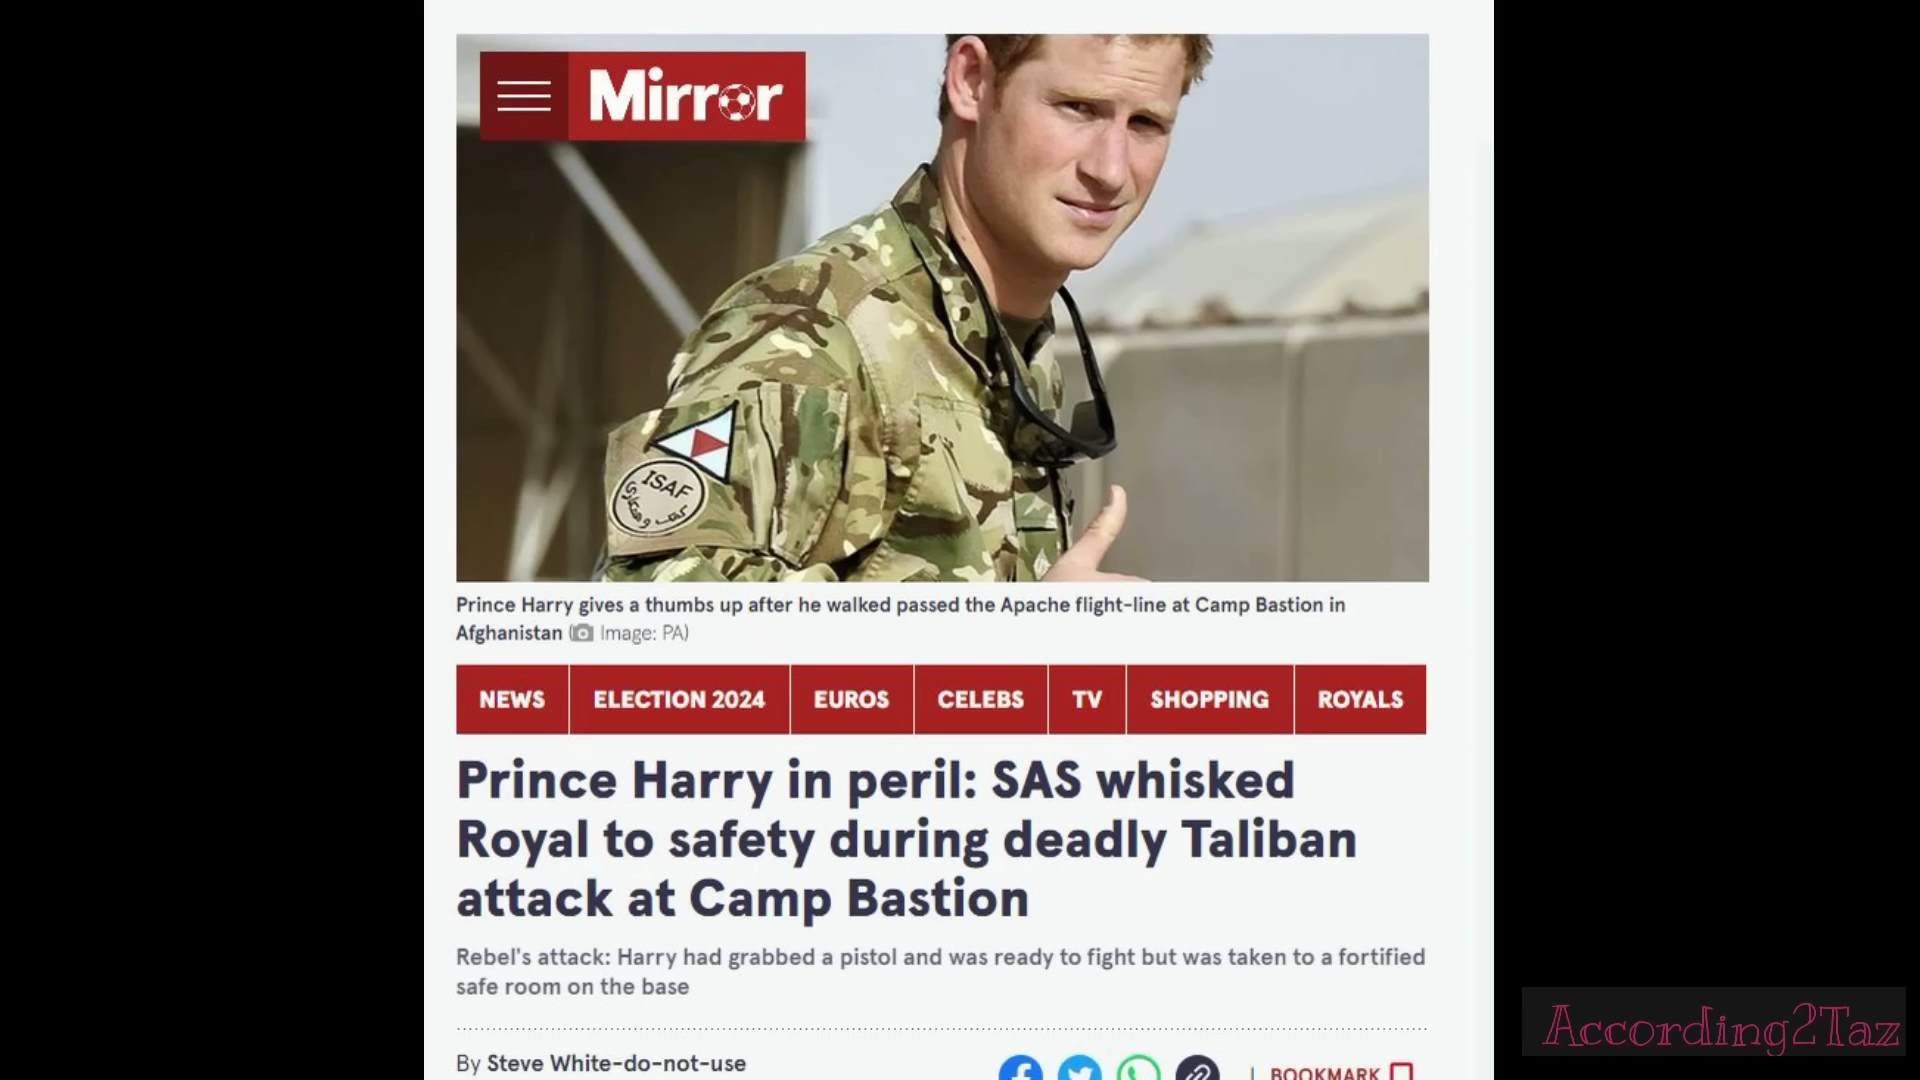 Mirror
ISAF
Prince Harry gives a thumbs up after he walked passed the Apache flight-line at Camp Bastion in
Afghanistan (Image: PA)
NEWS ELECTION 2024 EUROS CELEBS TV SHOPPING ROYALS
Prince Harry in peril: SAS whisked
Royal to safety during deadly Taliban
attack at Camp Bastion
Rebel's attack: Harry had grabbed a pistol and was ready to fight but was taken to a fortified
safe room on the base
By Steve White-do-not-use
BOOKMARK
According2Taz